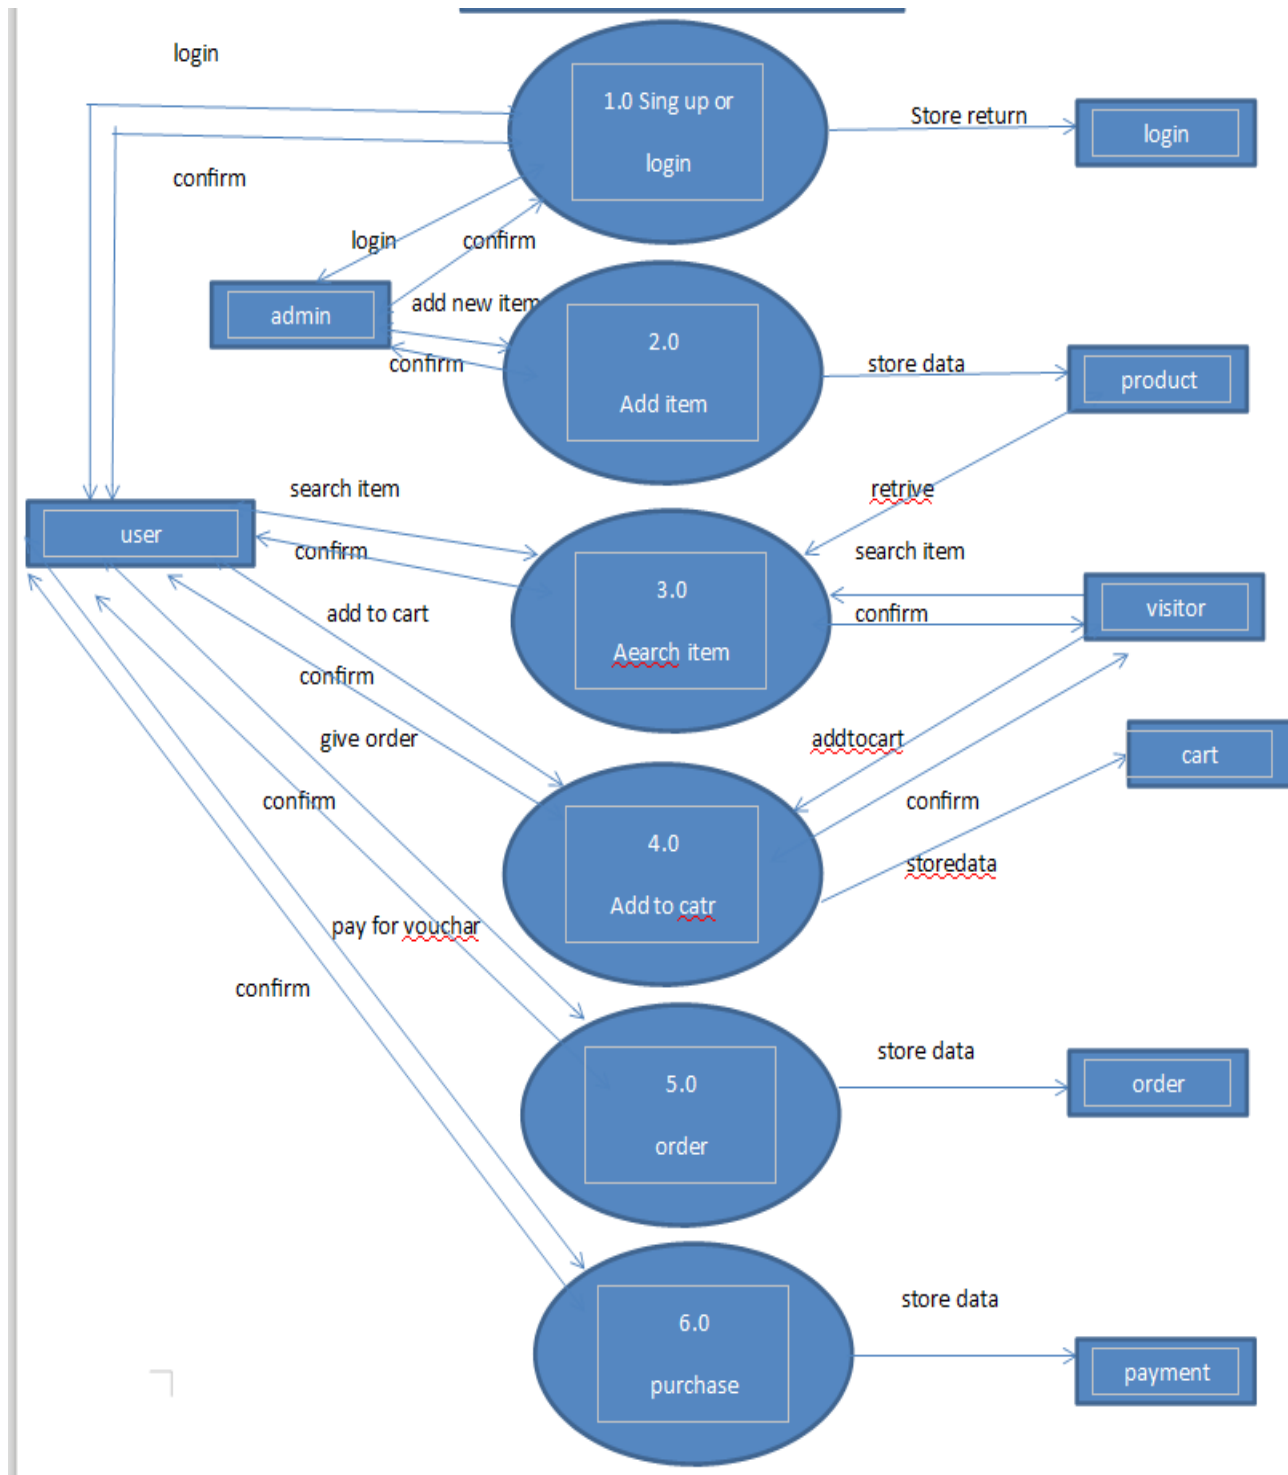 login
1.0 Sing up or
login
Store return
login
confirm
login
confirm
admin
add new item
confirm
2.0
Add item
store data
product
retrive
search item
user
confirm
search item
3.0
Aearch item
confirm
visitor
add to cart
confirm
give order
addtocart
cart
confirm
confirm
4.0
Add to catr
storedata
pay for vouchar
confirm
store data
5.0
order
order
store data
6.0
purchase
payment